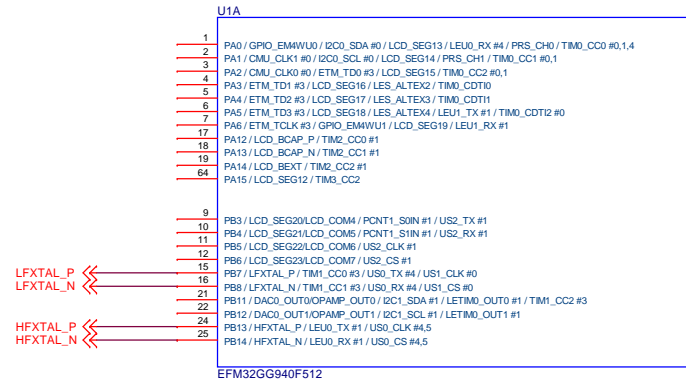 U1A
1 PA0 / GPIO_EM4WU0 / I2C0_SDA #0 / LCD_SEG13 / LEU0_RX #4 / PRS_CH0 / TIM0_CC0 #0,1,4
2 PA1 / CMU_CLK1 #0 / I2C0_SCL #0 / LCD_SEG14 / PRS_CH1 / TIM0_CC1 #0,1
3 PA2 / CMU_CLK0 #0 / ETM_TD0 #3 / LCD_SEG15 / TIM0_CC2 #0,1
4 PA3 / ETM_TD1 #3 / LCD_SEG16 / LES_ALTEX2 / TIM0_CDTI0
5 PA4 / ETM_TD2 #3 / LCD_SEG17 / LES_ALTEX3 / TIM0_CDTI1
6 PA5 / ETM_TD3 #3 / LCD_SEG18 / LES_ALTEX4 / LEU1_TX #1 / TIM0_CDTI2 #0
7 PA6 / ETM_TCLK #3 / GPIO_EM4WU1 / LCD_SEG19 / LEU1_RX #1
17 PA12 / LCD_BCAP_P / TIM2_CC0 #1
18 PA13 / LCD_BCAP_N / TIM2_CC1 #1
19 PA14 / LCD_BEXT / TIM2_CC2 #1
64 PA15 / LCD_SEG12 / TIM3_CC2
9 PB3 / LCD_SEG20/LCD_COM4 / PCNT1_S0IN #1 / US2_TX #1
10 PB4 / LCD_SEG21/LCD_COM5 / PCNT1_S1IN #1 / US2_RX #1
11 PB5 / LCD_SEG22/LCD_COM6 / US2_CLK #1
12 PB6 / LCD_SEG23/LCD_COM7 / US2_CS #1
LFXTAL_P 15 PB7 / LFXTAL_P / TIM1_CC0 #3 / US0_TX #4 / US1_CLK #0
LFXTAL_N 16 PB8 / LFXTAL_N / TIM1_CC1 #3 / US0_RX #4 / US1_CS #0
21 PB11 / DAC0_OUT0/OPAMP_OUT0 / I2C1_SDA #1 / LETIM0_OUT0 #1 / TIM1_CC2 #3
22 PB12 / DAC0_OUT1/OPAMP_OUT1 / I2C1_SCL #1 / LETIM0_OUT1 #1
HFXTAL_P 24 PB13 / HFXTAL_P / LEU0_TX #1 / US0_CLK #4,5
HFXTAL_N 25 PB14 / HFXTAL_N / LEU0_RX #1 / US0_CS #4,5
EFM32GG940F512